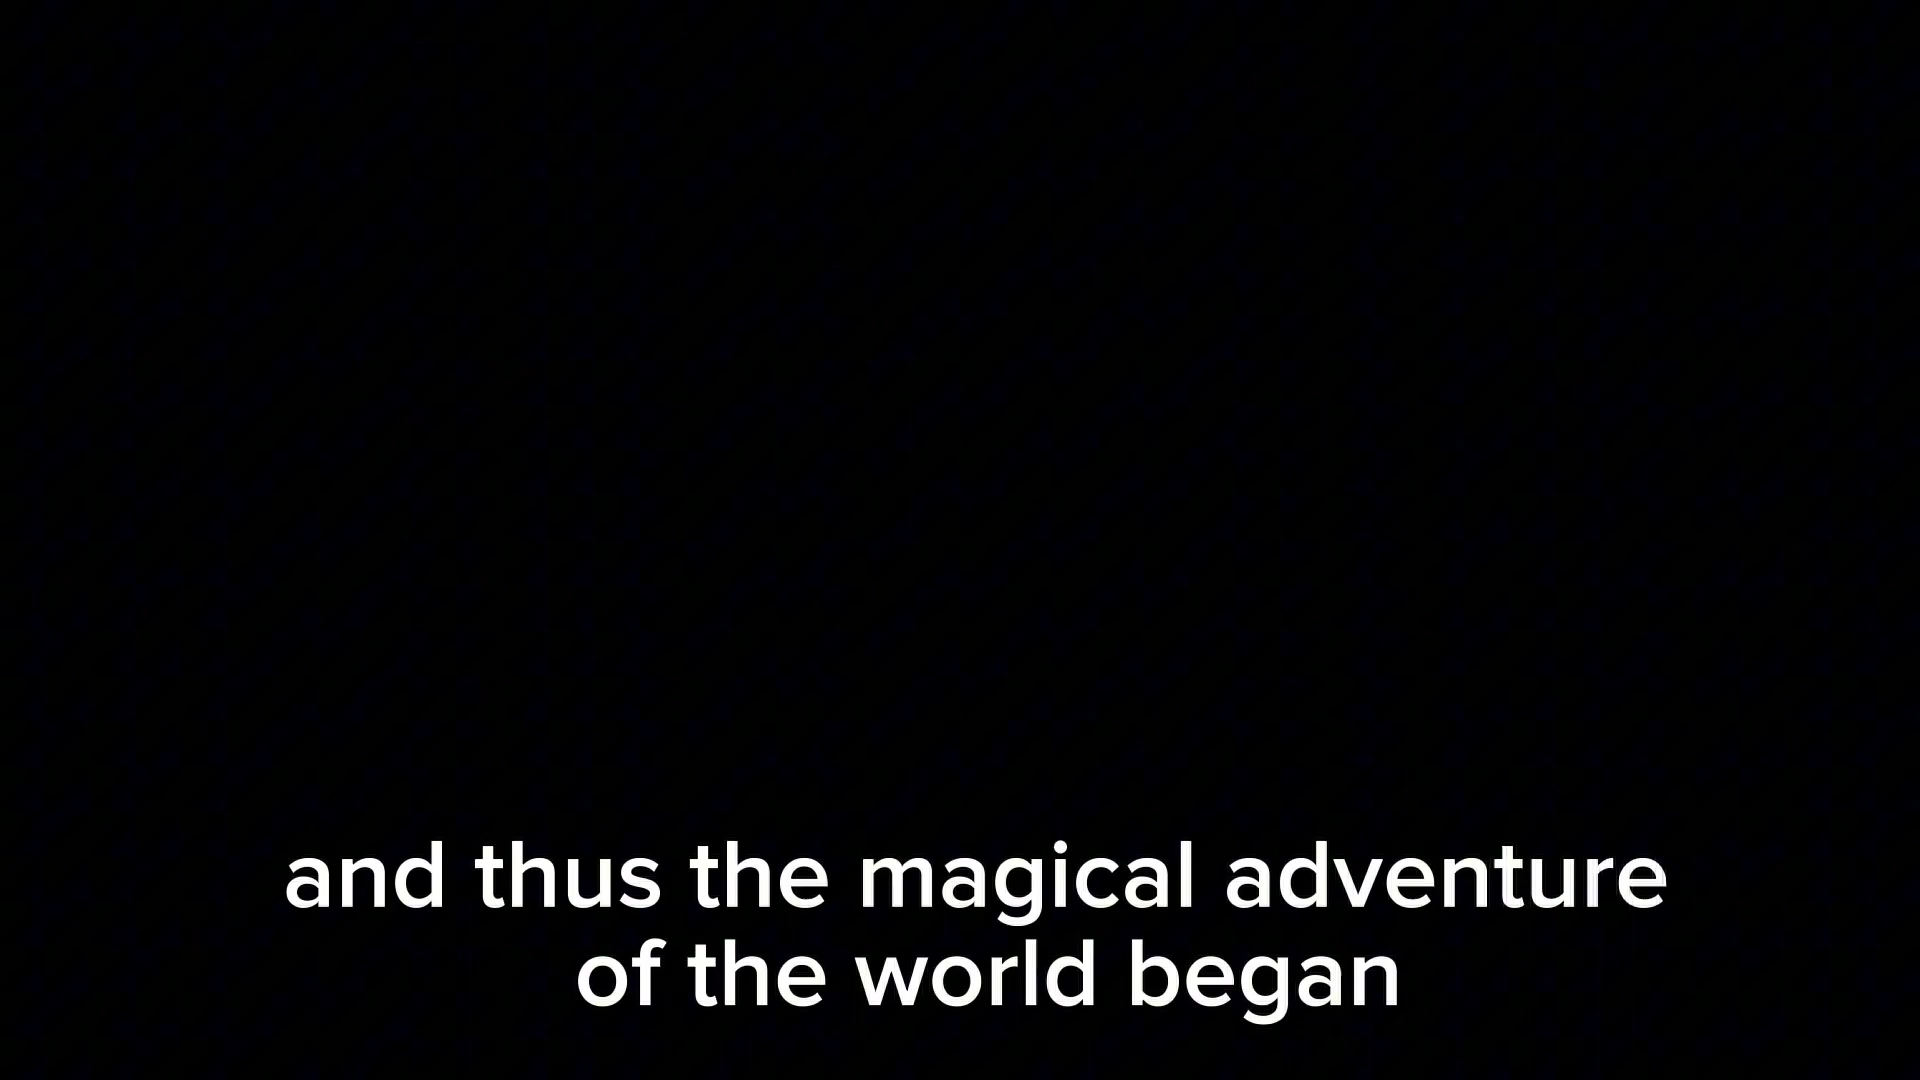 and thus the magical adventure
of the world began